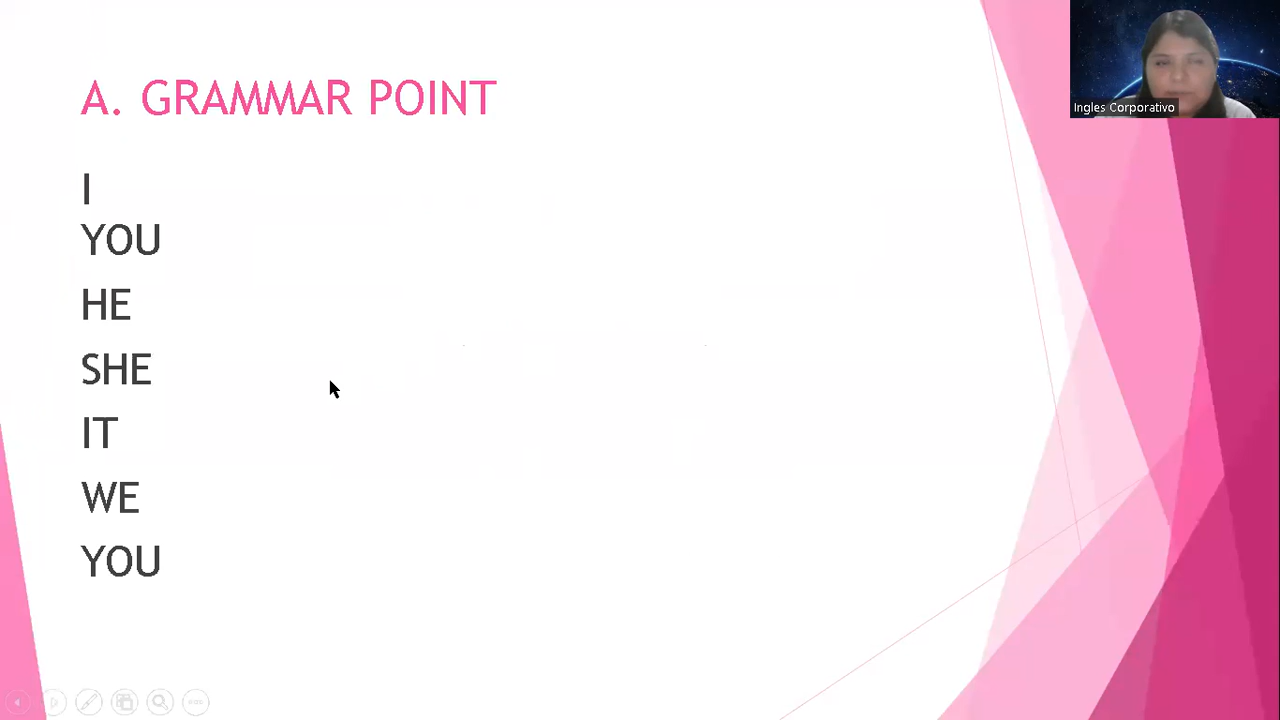 A. GRAMMAR POINT
I
YOU
HE
SHE
IT
WE
YOU
Ingles Corporativo